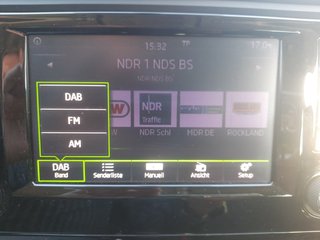 15:32 TP 17.0°
NDR 1 NDS BS
NDR NDS BS
DAB
FM
AM
NDR
Traffic
NDR Schl MDR DE ROCKLAND
DAB
Band
Senderliste Manuell Ansicht Setup